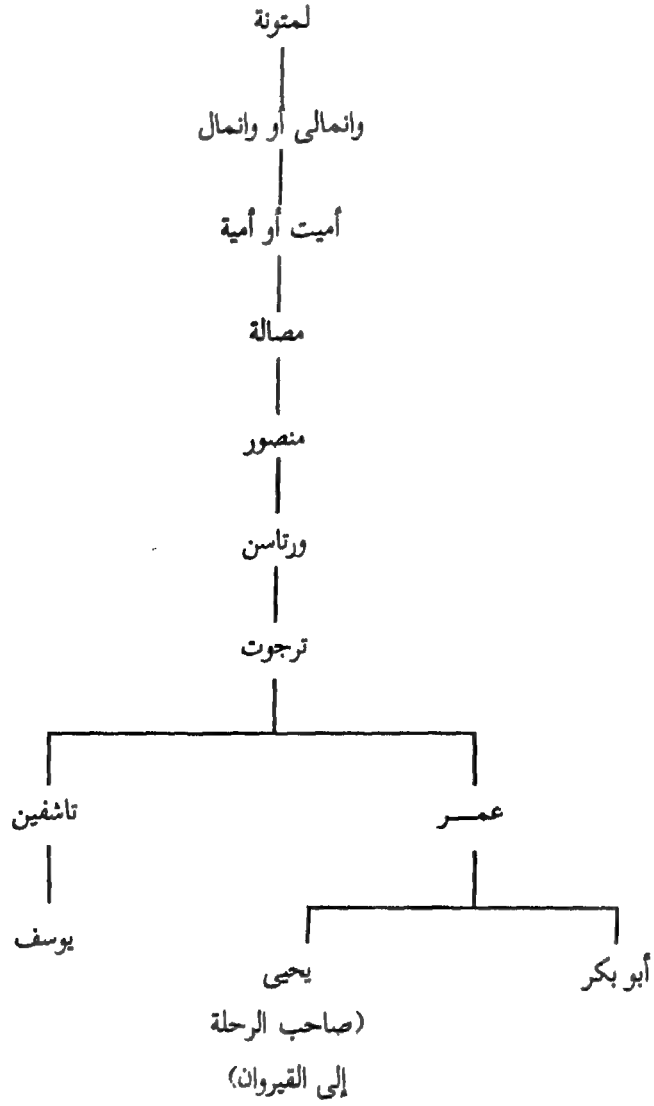 لمتونة
وانمالى أو وانمال
أميت أو أمية
مصالة
منصور
ورتاسن
ترجوت
عمـــر
تاشفين
يوسف
أبو بكر
يحيى
(صاحب الرحلة
إلى القيروان)